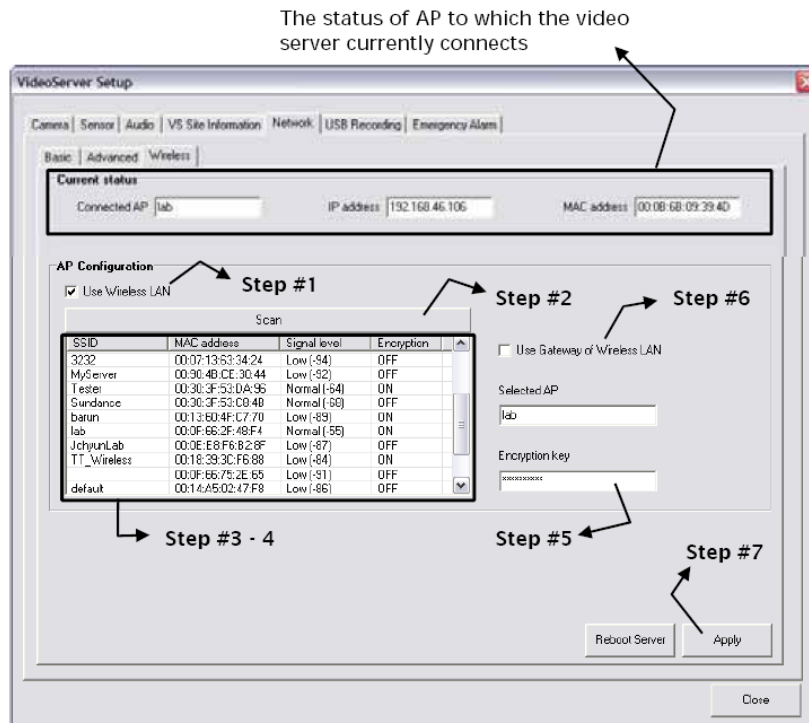 The status of AP to which the video
server currently connects
VideoServer Setup
Camera Sensor Audio VS Site Information Network USB Recording Emergency Alarm
Basic Advanced Wireless
Current status
Connected AP lab IP address 192.168.46.106 MAC address 00:0B:6B:09:39:4D
AP Configuration
Use Wireless LAN
Step #1
Step #2
Step #6
Scan
SSID MAC address Signal level Encryption
3232 00:07:13:63:34:24 Low (-94) OFF
MyServer 00:90:4B:CE:30:44 Low (-92) OFF
Tester 00:30:3F:53:DA:96 Normal (-64) ON
Sundance 00:30:3F:53:C8:4B Normal (-60) OFF
barun 00:13:60:4F:C7:70 Low (-89) ON
lab 00:0F:66:2F:48:F4 Normal (-55) ON
JchyunLab 00:0E:E8:F6:B2:8F Low (-87) OFF
TT_Wireless 00:18:39:3C:F6:88 Low (-84) ON
00:0F:66:75:2E:65 Low (-91) OFF
default 00:14:A5:02:47:F8 Low (-86) OFF
Use Gateway of Wireless LAN
Selected AP
lab
Encryption key
xxxxxxxxxx
Step #3 - 4
Step #5
Step #7
Reboot Server Apply
Close